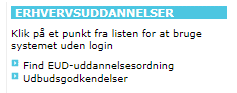 ERHVERVSUDDANNELSER
Klik på et punkt fra listen for at bruge
systemet uden login
Find EUD-uddannelsesordning
Udbudsgodkendelser